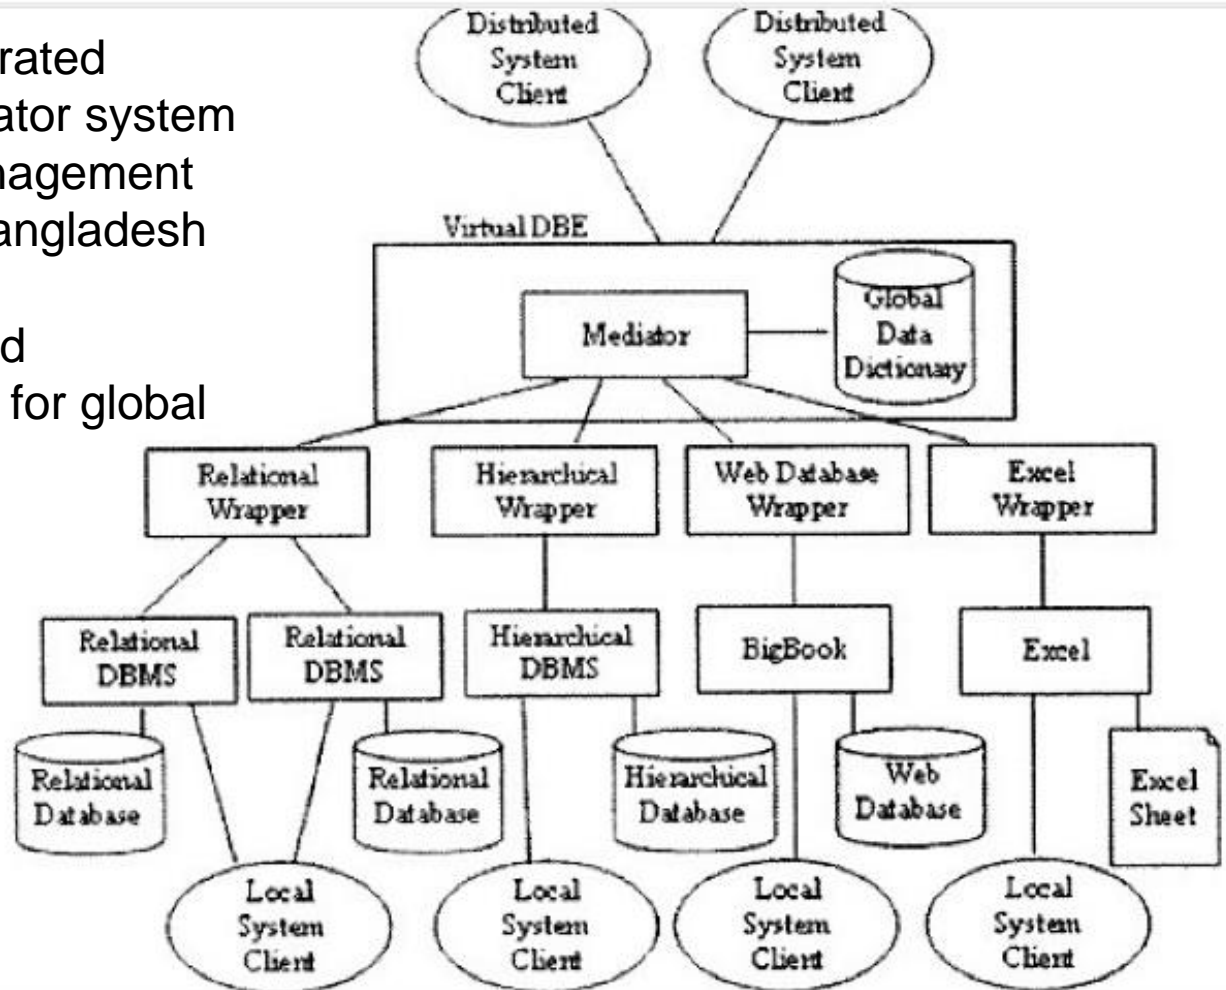 rated
ator system
nagement
angladesh
d
for global
Distributed
System
Client
Distributed
System
Client
Virtual DBE
Mediator
Global
Data
Dictionary
Relational
Wrapper
Hierarchical
Wrapper
Web Database
Wrapper
Excel
Wrapper
Relational
DBMS
Relational
DBMS
Hierarchical
DBMS
BigBook
Excel
Relational
Database
Relational
Database
Hierarchical
Database
Web
Database
Excel
Sheet
Local
System
Client
Local
System
Client
Local
System
Client
Local
System
Client